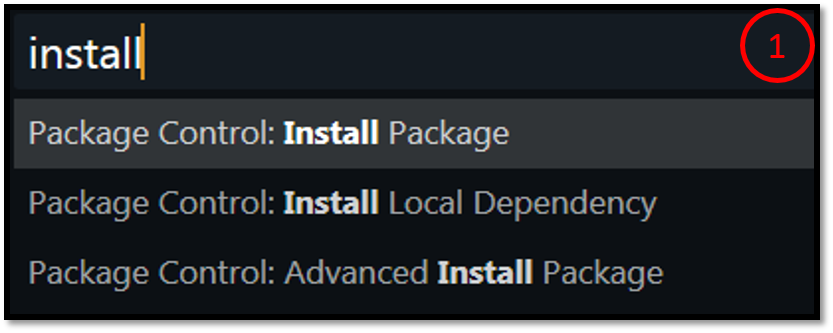 install
1
Package Control: Install Package
Package Control: Install Local Dependency
Package Control: Advanced Install Package